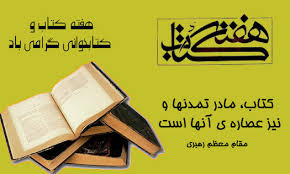 هفته کتاب و
کتابخوانی گرامی باد
هفته کتاب
کتاب، مادر تمدنها و
نیز عصاره ی آنها است
مقام معظم رهبری